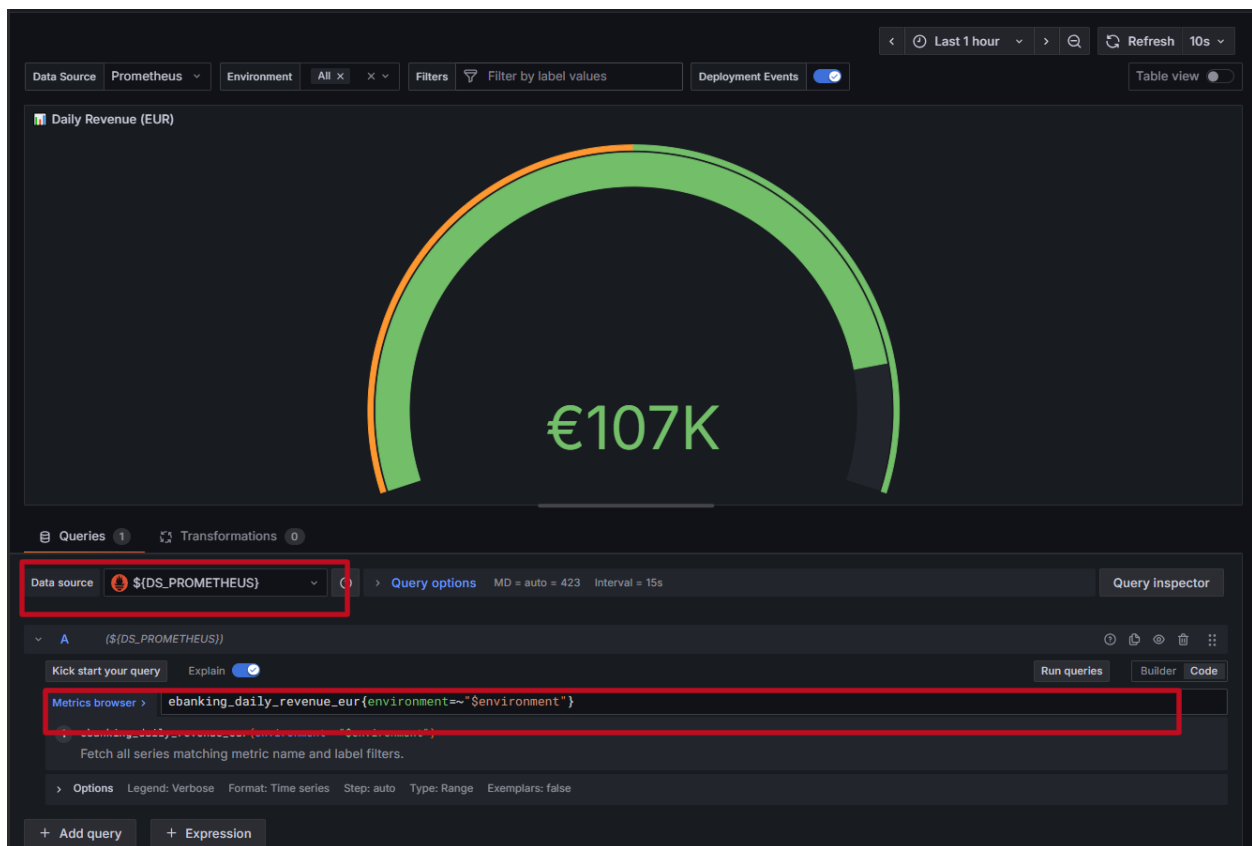 Last 1 hour Refresh 10s
Data Source Prometheus Environment All Filters Filter by label values Deployment Events Table view
Daily Revenue (EUR)
€107K
Queries 1 Transformations 0
Data source ${DS_PROMETHEUS} Query options MD = auto = 423 Interval = 15s Query inspector
A (${DS_PROMETHEUS})
Kick start your query Explain Run queries Builder Code
Metrics browser > ebanking_daily_revenue_eur{environment=~"$environment"}
Fetch all series matching metric name and label filters.
Options Legend: Verbose Format: Time series Step: auto Type: Range Exemplars: false
+ Add query + Expression